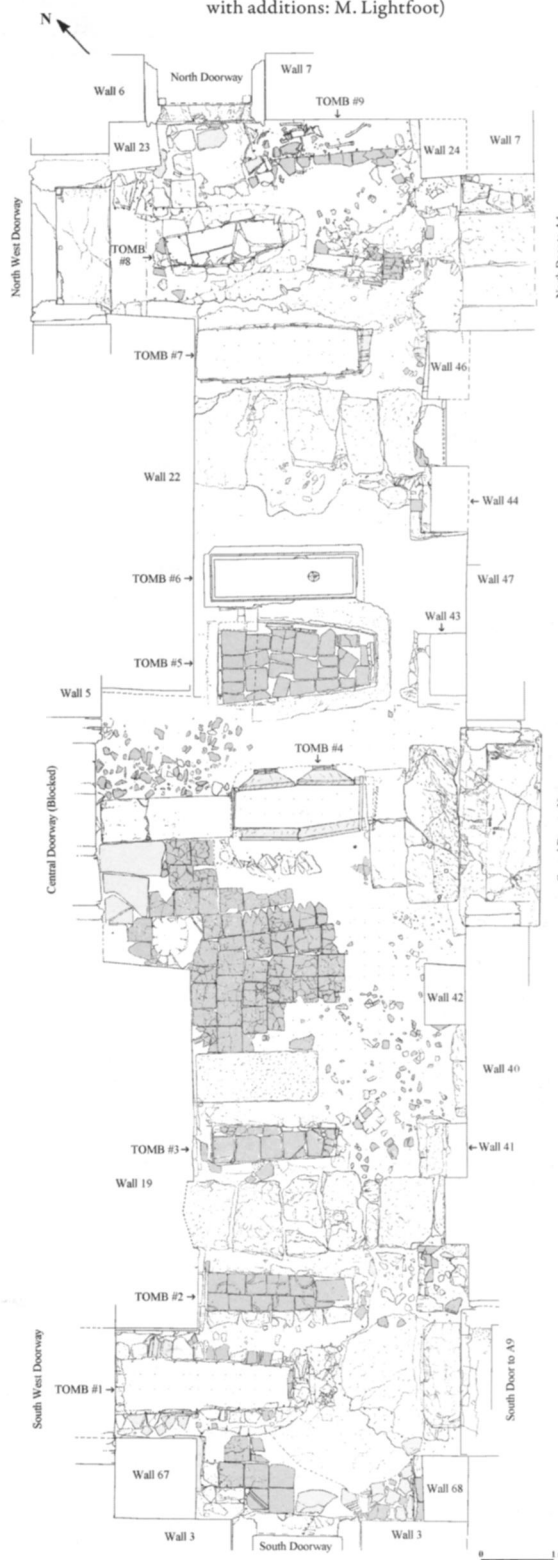 with additions: M. Lightfoot)
N
Wall 6
North Doorway
Wall 7
TOMB #9
Wall 23
Wall 24
Wall 7
North West Doorway
TOMB
#8
TOMB #7
Wall 46
Wall 22
Wall 44
TOMB #6
Wall 47
Wall 43
TOMB #5
Wall 5
TOMB #4
Central Doorway (Blocked)
Wall 42
Wall 40
TOMB #3
Wall 41
Wall 19
TOMB #2
South West Doorway
TOMB #1
South Door to A9
Wall 67
Wall 68
Wall 3
South Doorway
Wall 3
0
1